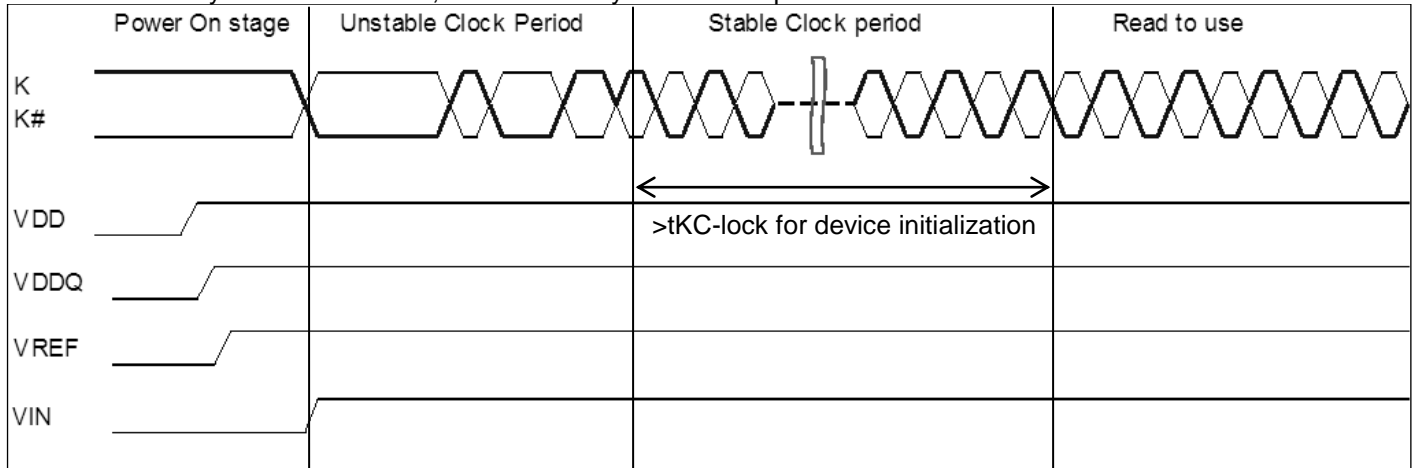 Power On stage Unstable Clock Period Stable Clock period Read to use
K
K#
>tKC-lock for device initialization
VDD
VDDQ
VREF
VIN